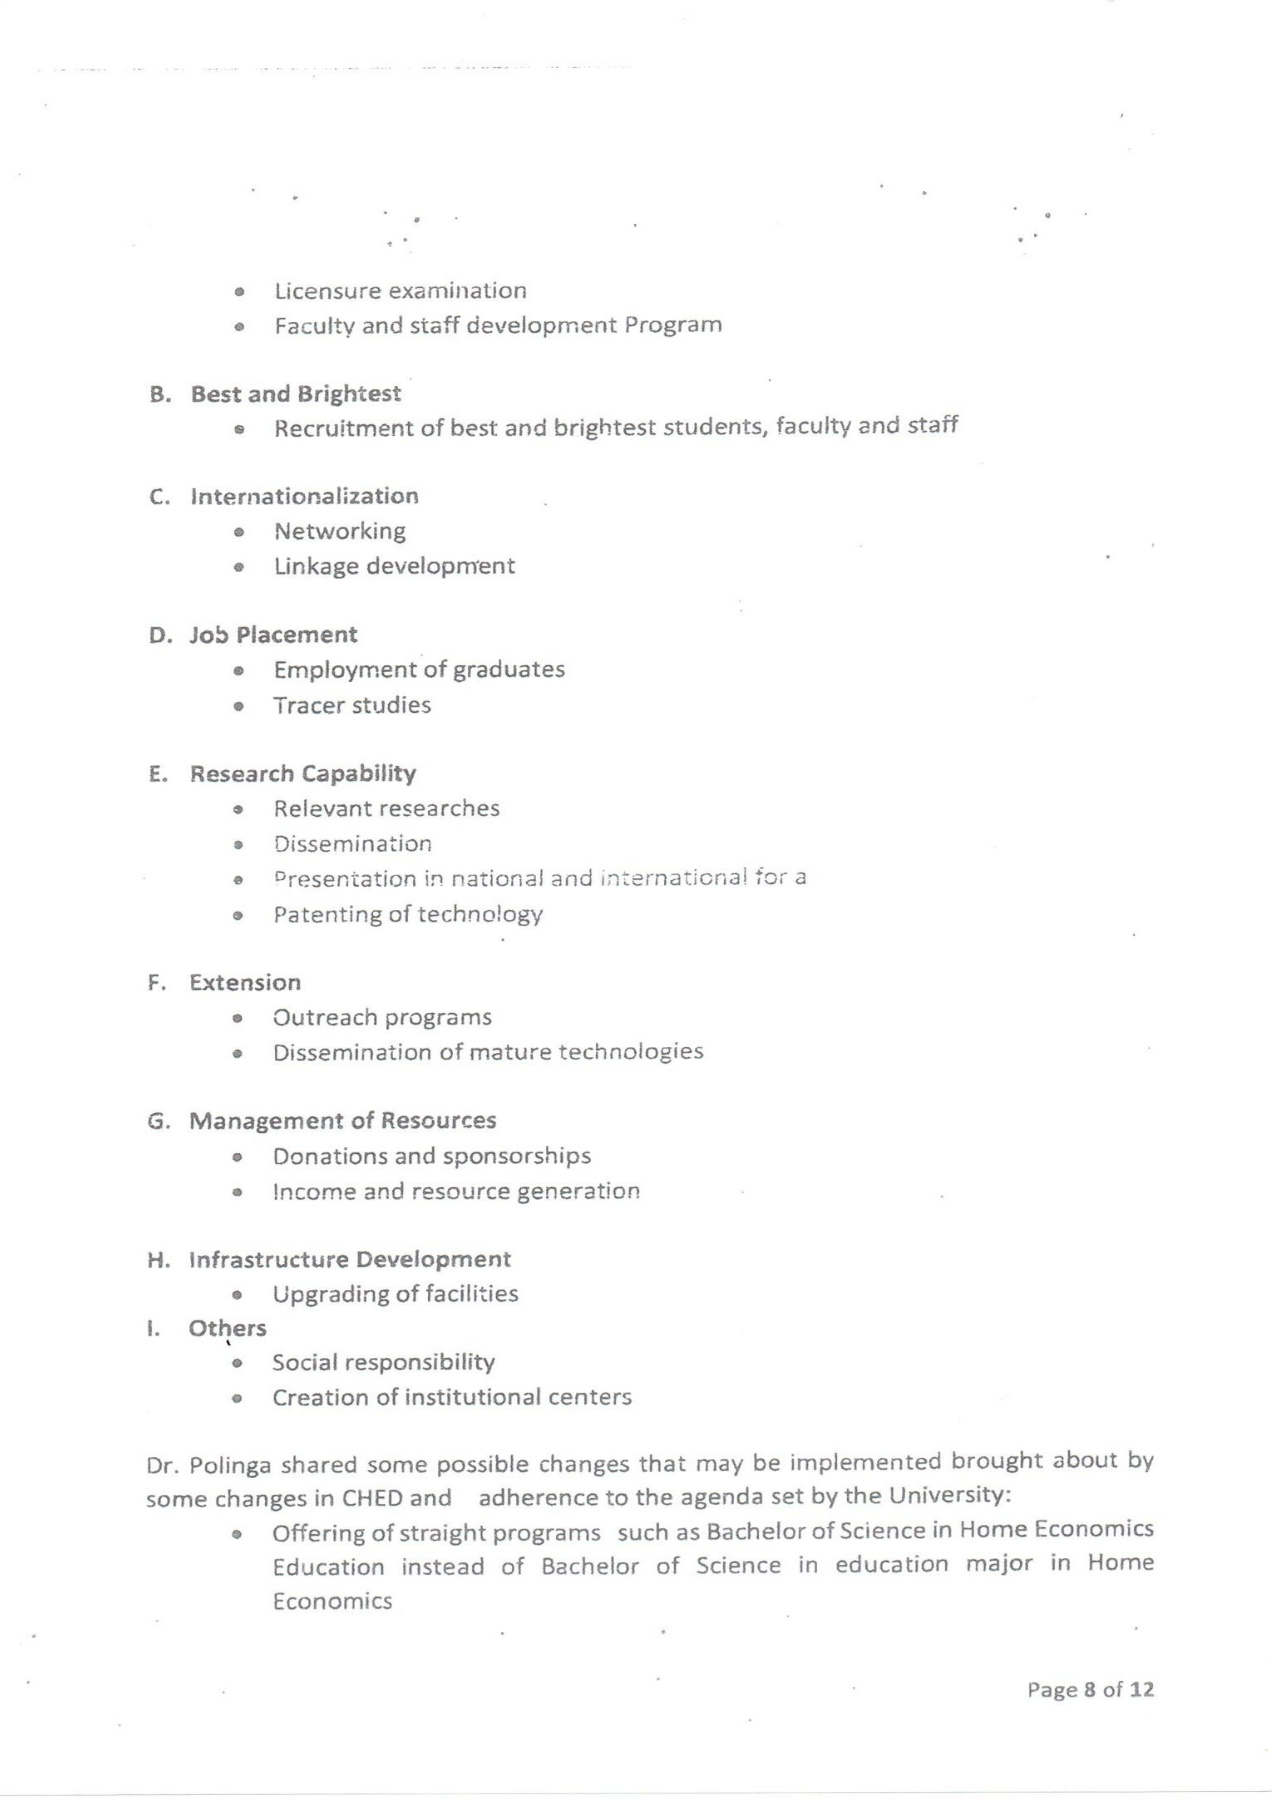 • Licensure examination
• Faculty and staff development Program
B. Best and Brightest
• Recruitment of best and brightest students, faculty and staff
C. Internationalization
• Networking
• Linkage development
D. Job Placement
• Employment of graduates
• Tracer studies
E. Research Capability
• Relevant researches
• Dissemination
• Presentation in national and international for a
• Patenting of technology
F. Extension
• Outreach programs
• Dissemination of mature technologies
G. Management of Resources
• Donations and sponsorships
• Income and resource generation
H. Infrastructure Development
• Upgrading of facilities
I. Others
• Social responsibility
• Creation of institutional centers
Dr. Polinga shared some possible changes that may be implemented brought about by
some changes in CHED and adherence to the agenda set by the University:
• Offering of straight programs such as Bachelor of Science in Home Economics
Education instead of Bachelor of Science in education major in Home
Economics
Page 8 of 12